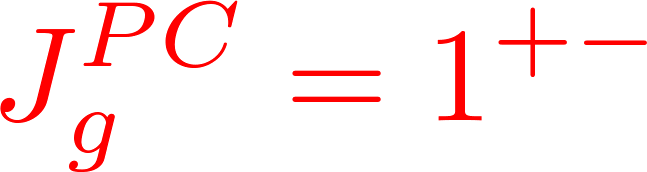 $J_g^{PC} = 1^{+-}$